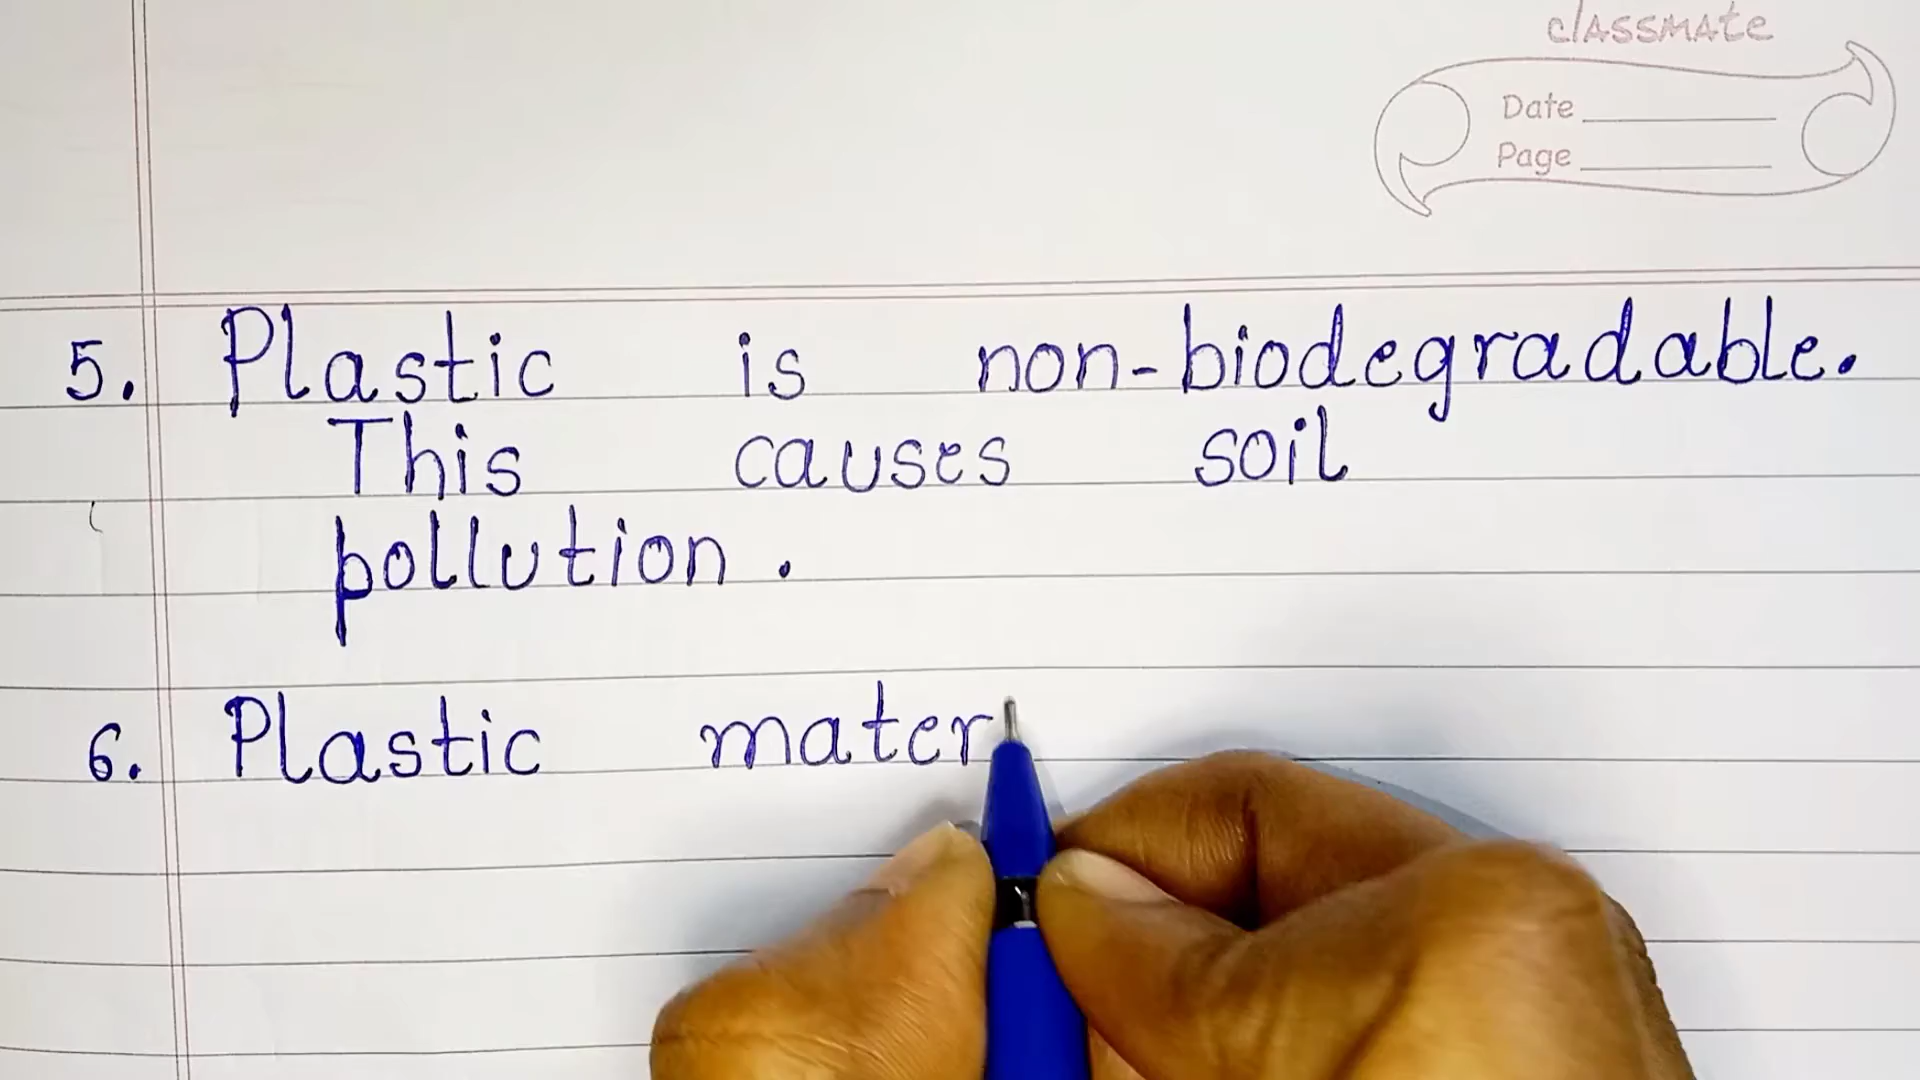 classmate
Date
Page
5. Plastic is non-biodegradable.
This causes soil
pollution.
6. Plastic mater